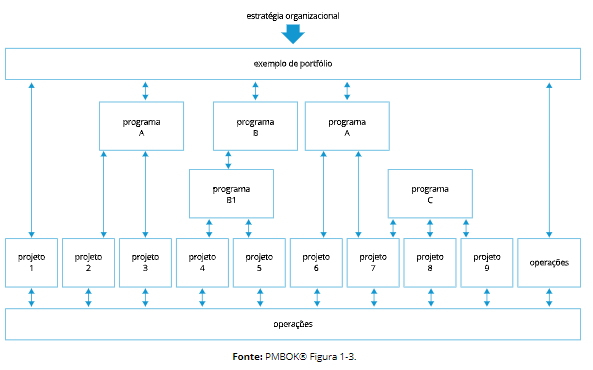 estratégia organizacional
exemplo de portfólio
programa
A
programa
B
programa
A
programa
B1
programa
C
projeto
1
projeto
2
projeto
3
projeto
4
projeto
5
projeto
6
projeto
7
projeto
8
projeto
9
operações
operações
Fonte: PMBOK® Figura 1-3.